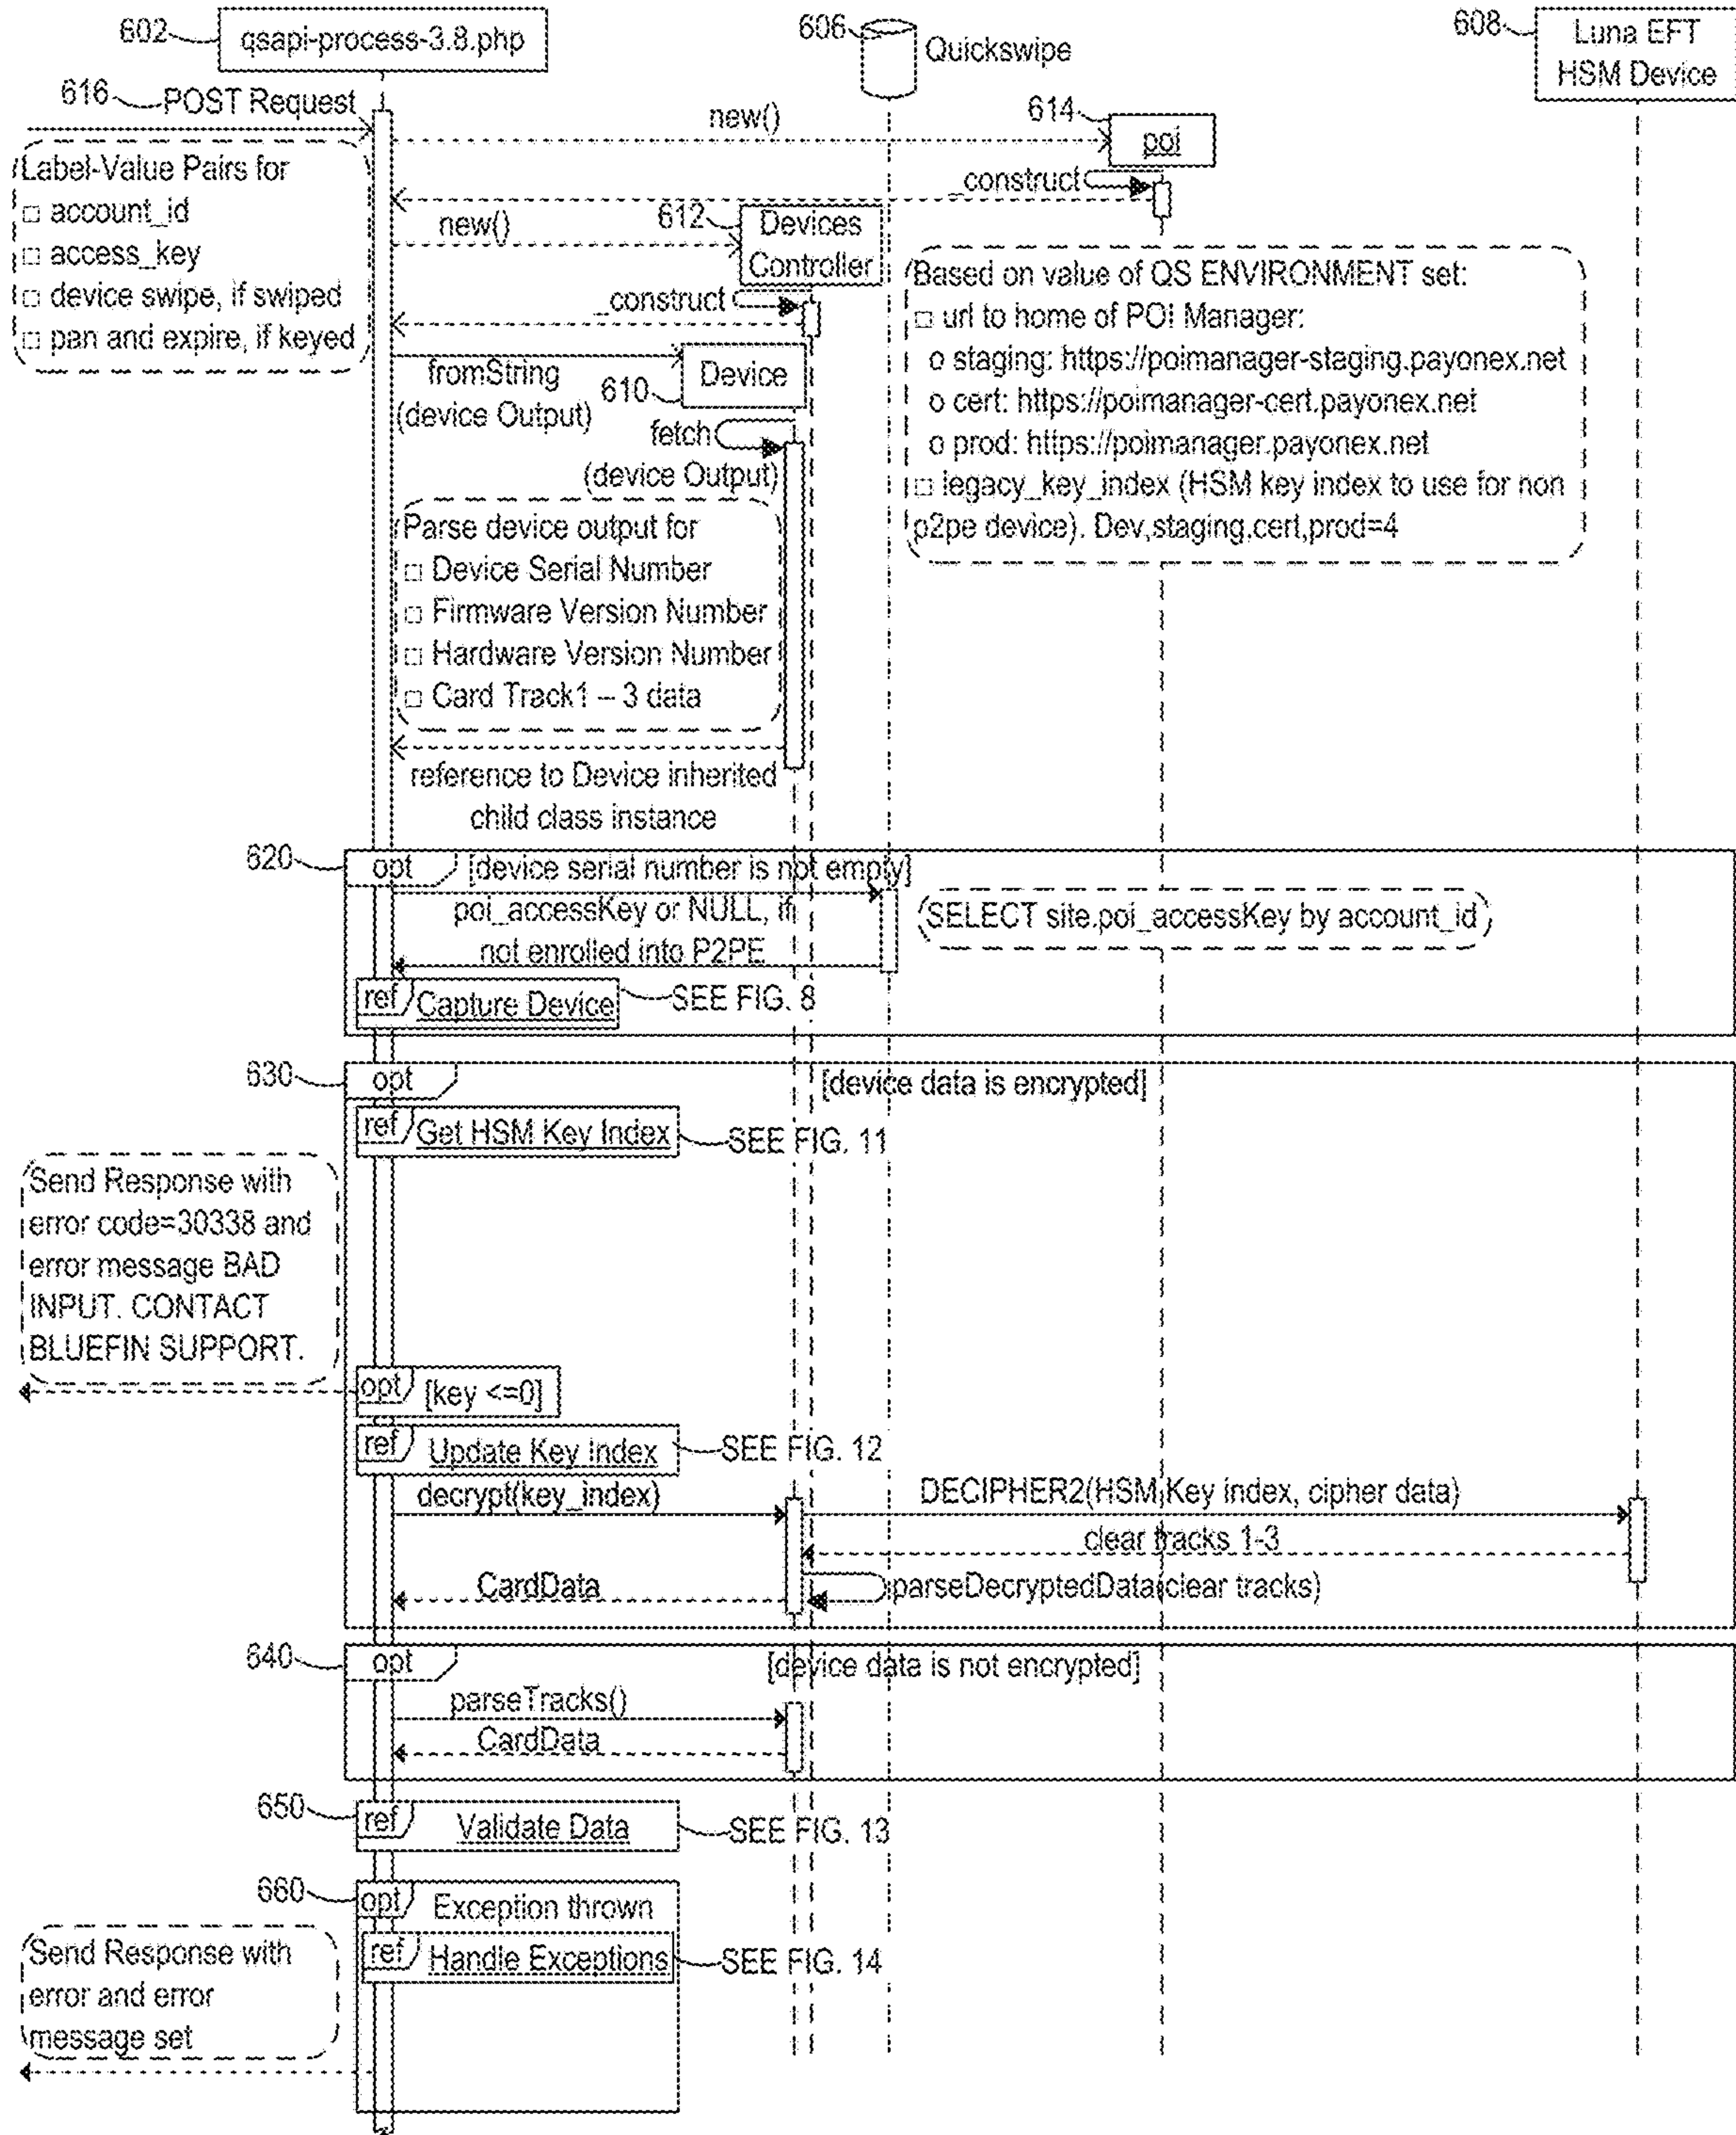 602
qsapi-process-3.8.php
606
Quickswipe
608
Luna EFT
HSM Device
616
POST Request
new()
614
poi
Label-Value Pairs for
□ account_id
□ access_key
□ device swipe, if swiped
□ pan and expire, if keyed
_construct
new()
612
Devices
Controller
_construct
Based on value of QS ENVIRONMENT set:
□ url to home of POI Manager:
o staging: https://poimanager-staging.payonex.net
o cert: https://poimanager-cert.payonex.net
o prod: https://poimanager.payonex.net
□ legacy_key_index (HSM key index to use for non
p2pe device). Dev,staging,cert,prod=4
fromString
(device Output)
610
Device
fetch
(device Output)
Parse device output for
□ Device Serial Number
□ Firmware Version Number
□ Hardware Version Number
□ Card Track1 – 3 data
reference to Device inherited
child class instance
620
opt
[device serial number is not empty]
poi_accessKey or NULL, if
not enrolled into P2PE
SELECT site.poi_accessKey by account_id
ref
Capture Device
SEE FIG. 8
630
opt
[device data is encrypted]
ref
Get HSM Key Index
SEE FIG. 11
Send Response with
error code=30338 and
error message BAD
INPUT. CONTACT
BLUEFIN SUPPORT.
opt
[key <=0]
ref
Update Key Index
SEE FIG. 12
decrypt(key_index)
DECIPHER2(HSM Key index, cipher data)
clear tracks 1-3
CardData
parseDecryptedData(clear tracks)
640
opt
[device data is not encrypted]
parseTracks()
CardData
650
ref
Validate Data
SEE FIG. 13
660
opt
Exception thrown
ref
Handle Exceptions
SEE FIG. 14
Send Response with
error and error
message set